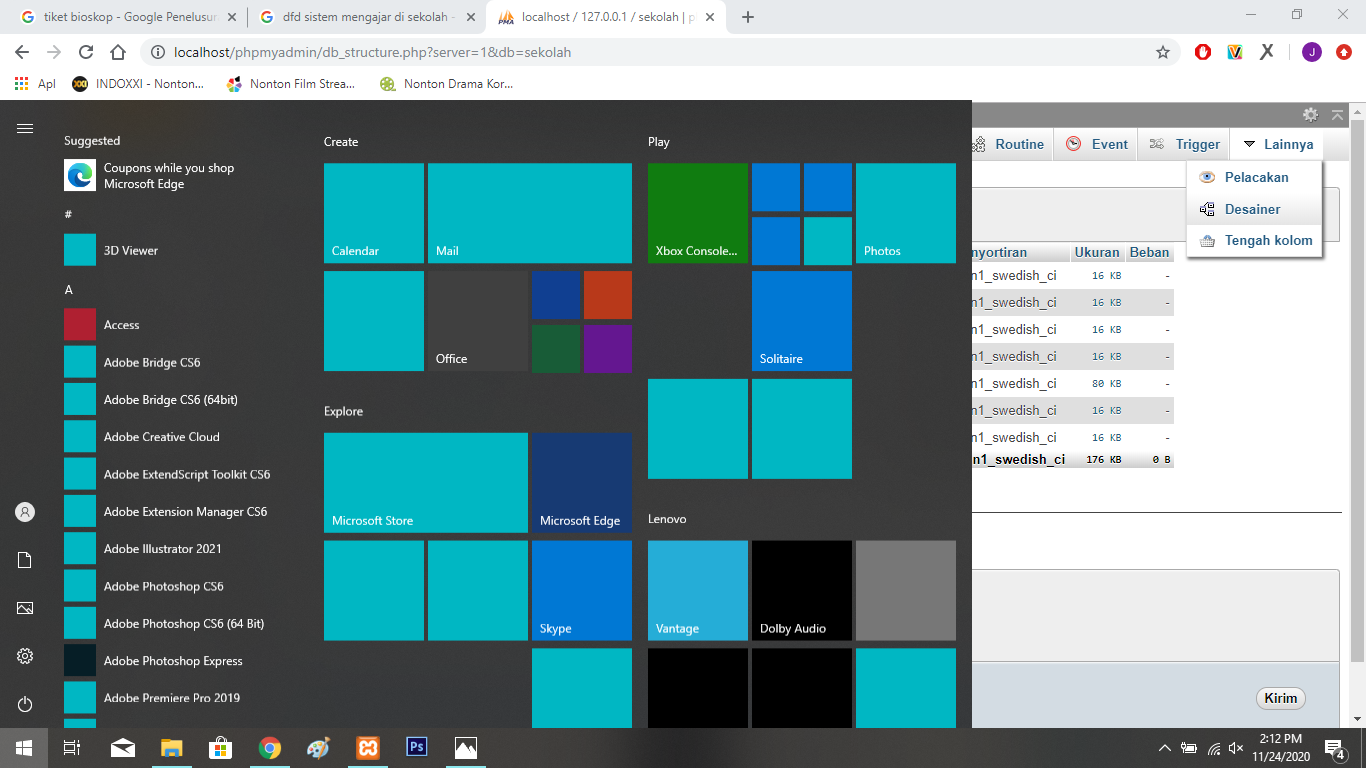 tiket bioskop - Google Penelusur
dfd sistem mengajar di sekolah -
localhost / 127.0.0.1 / sekolah | p
localhost/phpmyadmin/db_structure.php?server=1&db=sekolah
J
Apl
INDOXXI - Nonton...
Nonton Film Strea...
Nonton Drama Kor...
Routine
Event
Trigger
Lainnya
Pelacakan
Desainer
Tengah kolom
nyortiran
Ukuran
Beban
n1_swedish_ci 16 KB -
n1_swedish_ci 16 KB -
n1_swedish_ci 16 KB -
n1_swedish_ci 16 KB -
n1_swedish_ci 80 KB -
n1_swedish_ci 16 KB -
n1_swedish_ci 16 KB -
n1_swedish_ci 176 KB 0 B
Kirim
Suggested
Coupons while you shop
Microsoft Edge
#
3D Viewer
A
Access
Adobe Bridge CS6
Adobe Bridge CS6 (64bit)
Adobe Creative Cloud
Adobe ExtendScript Toolkit CS6
Adobe Extension Manager CS6
Adobe Illustrator 2021
Adobe Photoshop CS6
Adobe Photoshop CS6 (64 Bit)
Adobe Photoshop Express
Adobe Premiere Pro 2019
Create
Calendar
Mail
Office
Explore
Microsoft Store
Microsoft Edge
Skype
Play
Xbox Console...
Photos
Solitaire
Lenovo
Vantage
Dolby Audio
Ps
2:12 PM
11/24/2020
4